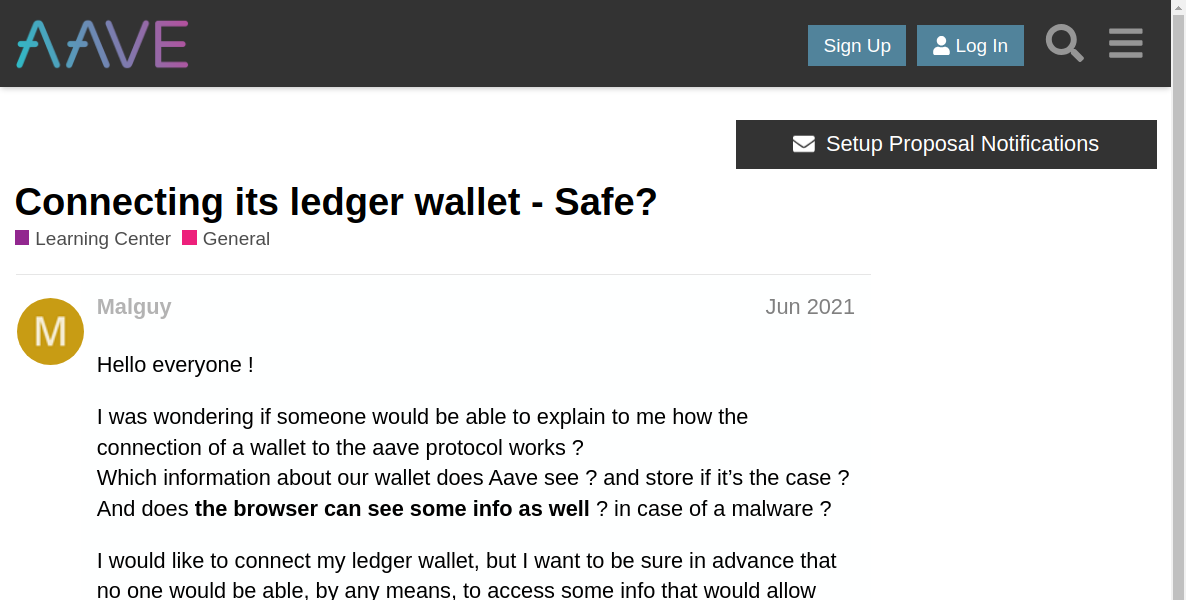 AAVE
Sign Up
Log In
Setup Proposal Notifications
Connecting its ledger wallet - Safe?
Learning Center General
M
Malguy Jun 2021
Hello everyone !
I was wondering if someone would be able to explain to me how the
connection of a wallet to the aave protocol works ?
Which information about our wallet does Aave see ? and store if it’s the case ?
And does the browser can see some info as well ? in case of a malware ?
I would like to connect my ledger wallet, but I want to be sure in advance that
no one would be able, by any means, to access some info that would allow